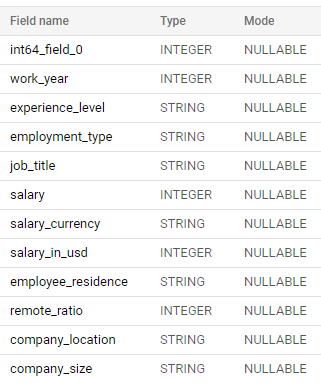 Field name Type Mode
int64_field_0 INTEGER NULLABLE
work_year INTEGER NULLABLE
experience_level STRING NULLABLE
employment_type STRING NULLABLE
job_title STRING NULLABLE
salary INTEGER NULLABLE
salary_currency STRING NULLABLE
salary_in_usd INTEGER NULLABLE
employee_residence STRING NULLABLE
remote_ratio INTEGER NULLABLE
company_location STRING NULLABLE
company_size STRING NULLABLE